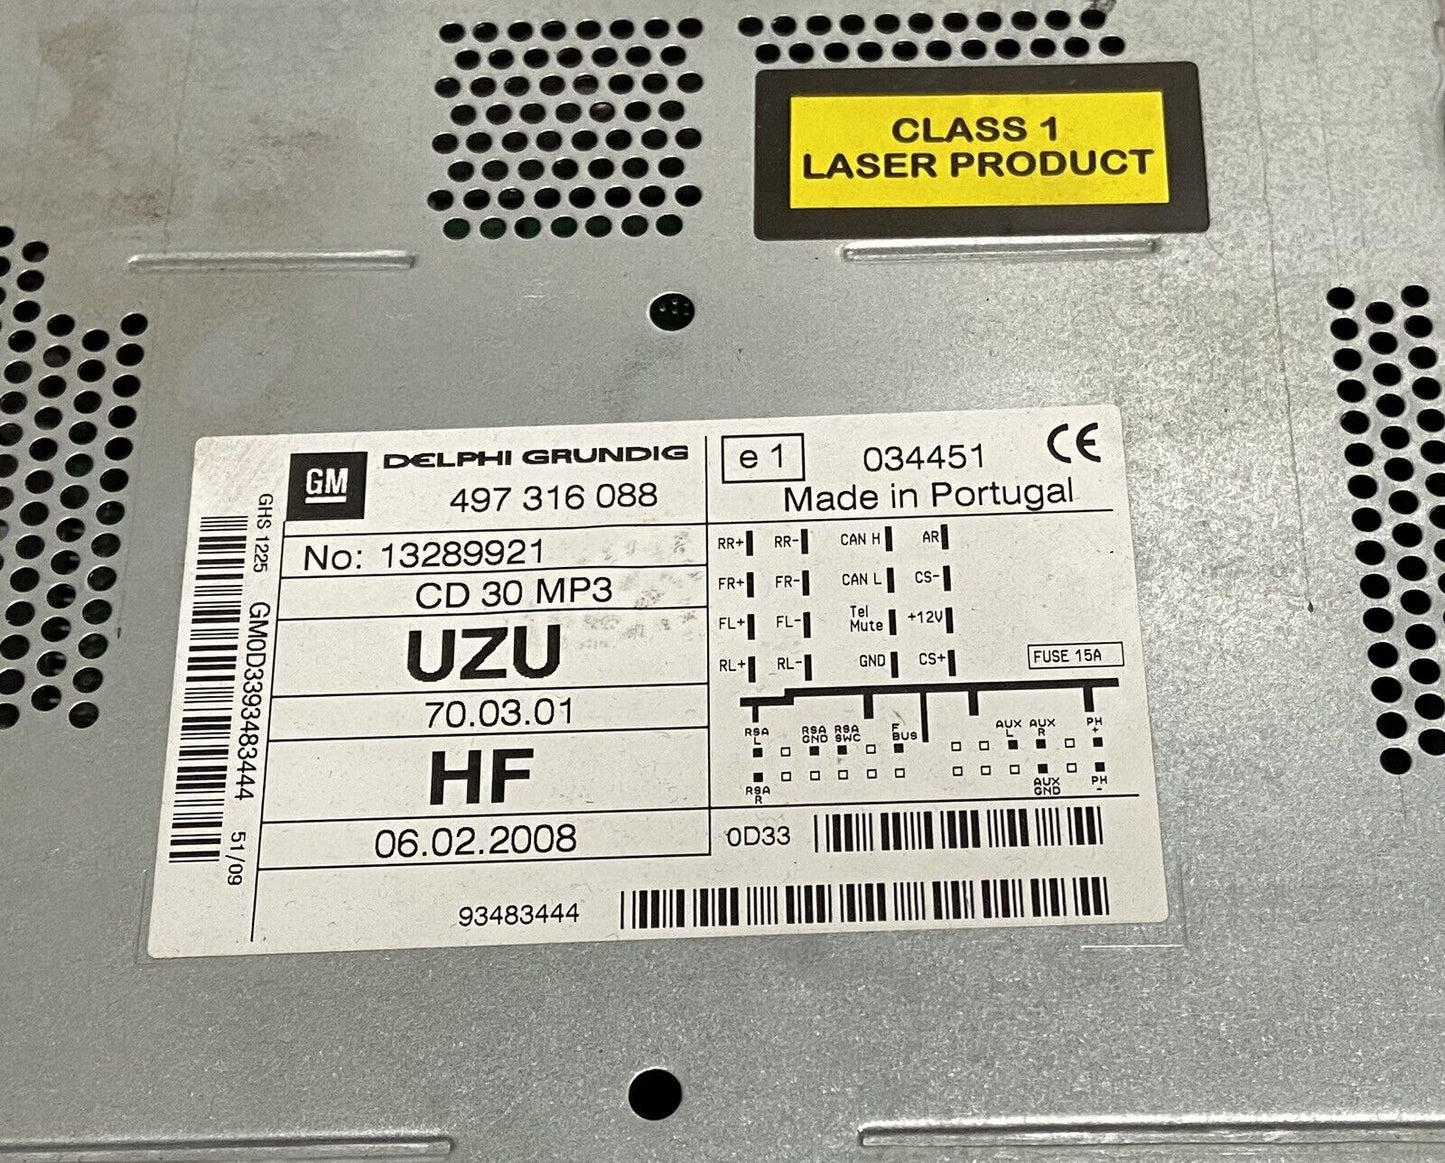 CLASS 1
LASER PRODUCT
GM
DELPHI GRUNDIG
497 316 088
e 1
034451
CE
Made in Portugal
No: 13289921
CD 30 MP3
UZU
70.03.01
HF
06.02.2008
GHS 1225 GM0D3393483444 51/09
RR+ RR- CAN H AR
FR+ FR- CAN L CS-
FL+ FL- Tel Mute +12V
RL+ RL- GND CS+
FUSE 15A
RSA L RSA GND RSA SWC F BUS AUX L AUX R PH +
RSA R AUX GND PH -
0D33
93483444